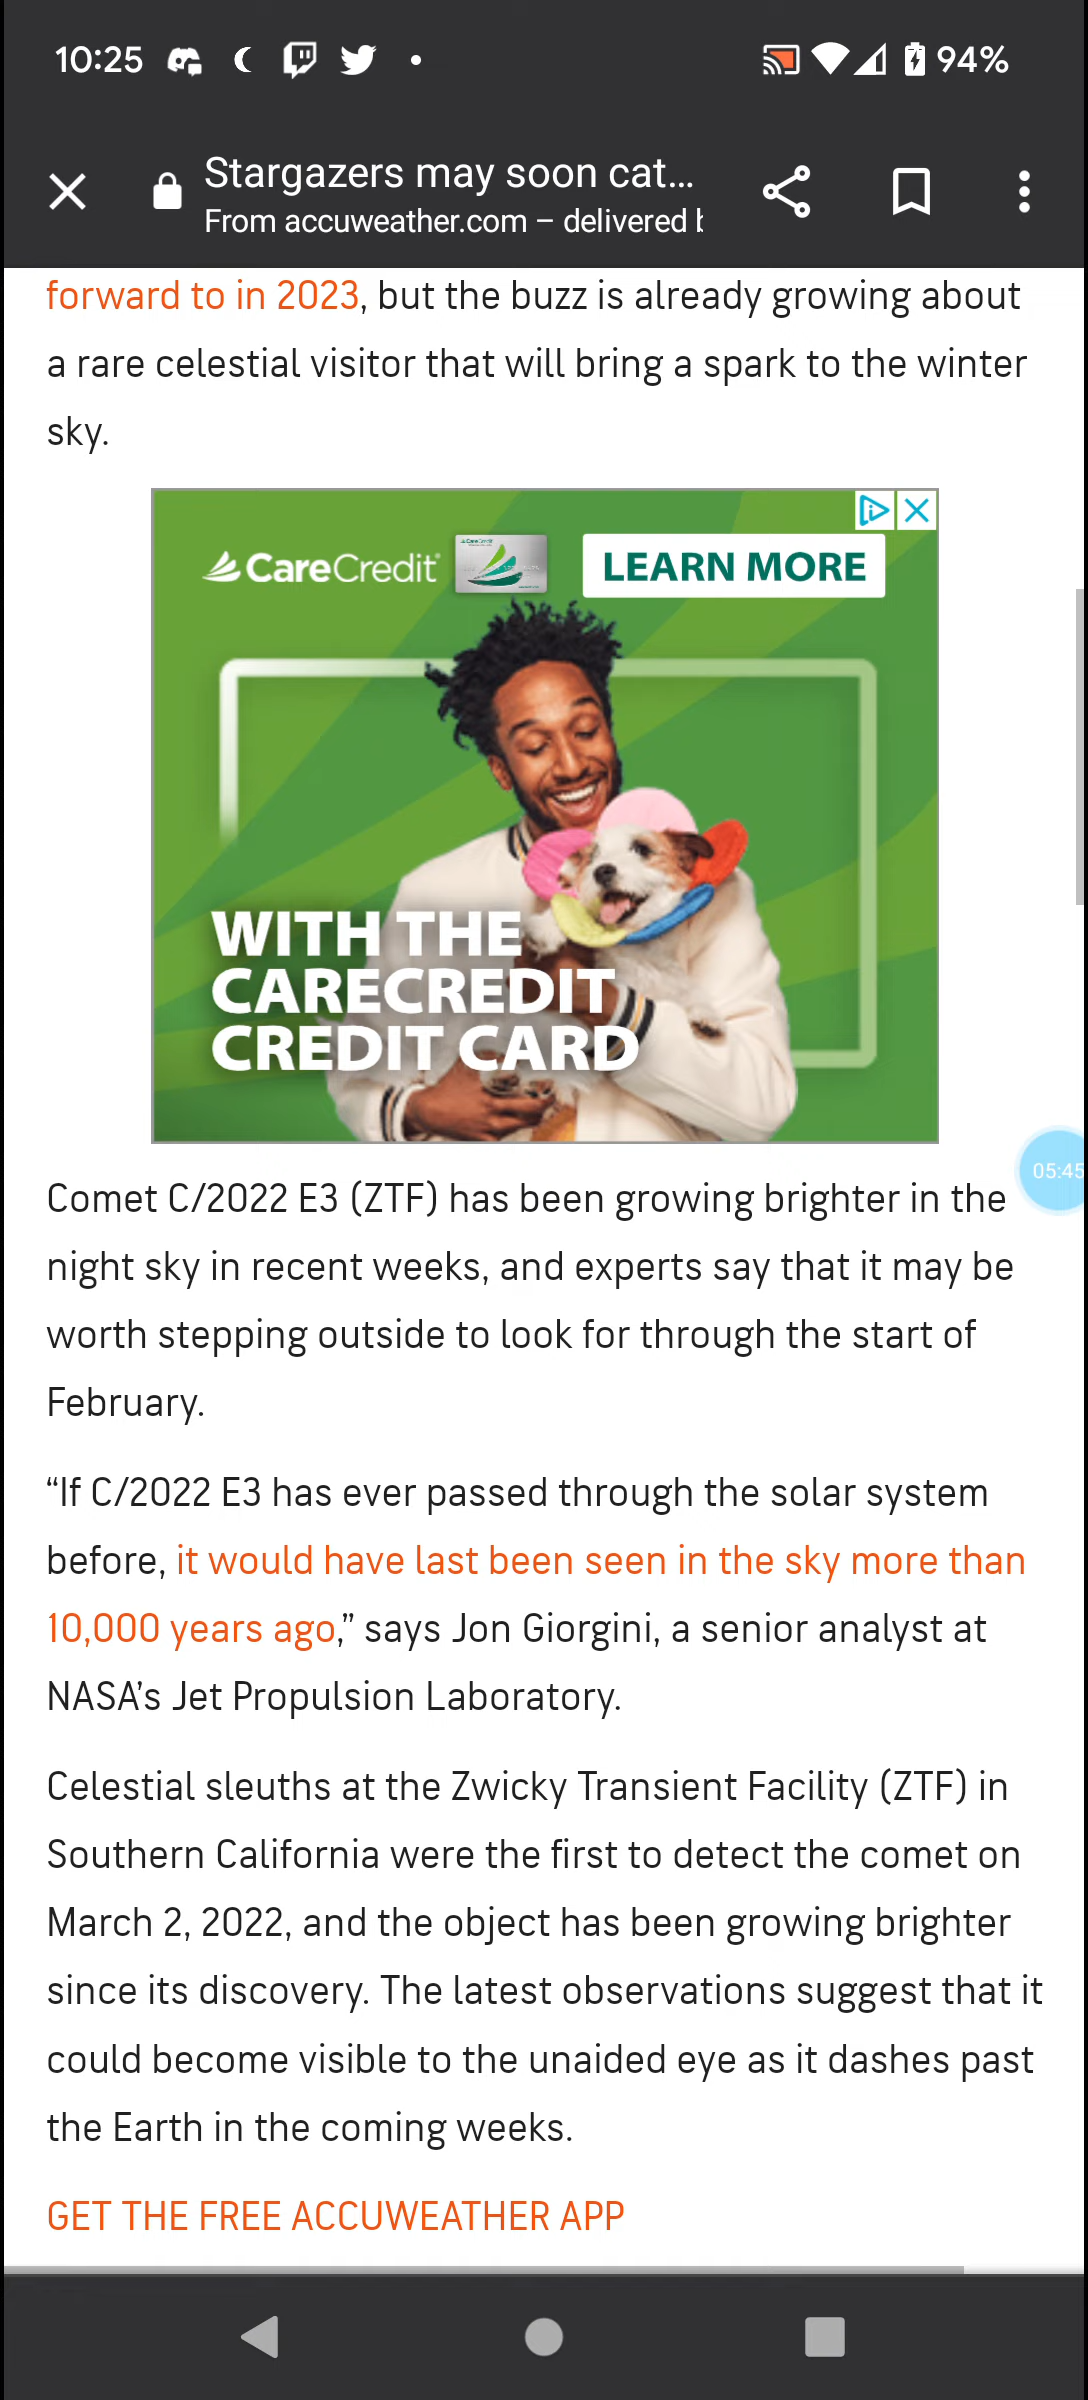 10:25
94%
Stargazers may soon cat...
From accuweather.com – delivered b
forward to in 2023, but the buzz is already growing about
a rare celestial visitor that will bring a spark to the winter
sky.
CareCredit
LEARN MORE
WITH THE
CARECREDIT
CREDIT CARD
05:45
Comet C/2022 E3 (ZTF) has been growing brighter in the
night sky in recent weeks, and experts say that it may be
worth stepping outside to look for through the start of
February.
“If C/2022 E3 has ever passed through the solar system
before, it would have last been seen in the sky more than
10,000 years ago,” says Jon Giorgini, a senior analyst at
NASA’s Jet Propulsion Laboratory.
Celestial sleuths at the Zwicky Transient Facility (ZTF) in
Southern California were the first to detect the comet on
March 2, 2022, and the object has been growing brighter
since its discovery. The latest observations suggest that it
could become visible to the unaided eye as it dashes past
the Earth in the coming weeks.
GET THE FREE ACCUWEATHER APP